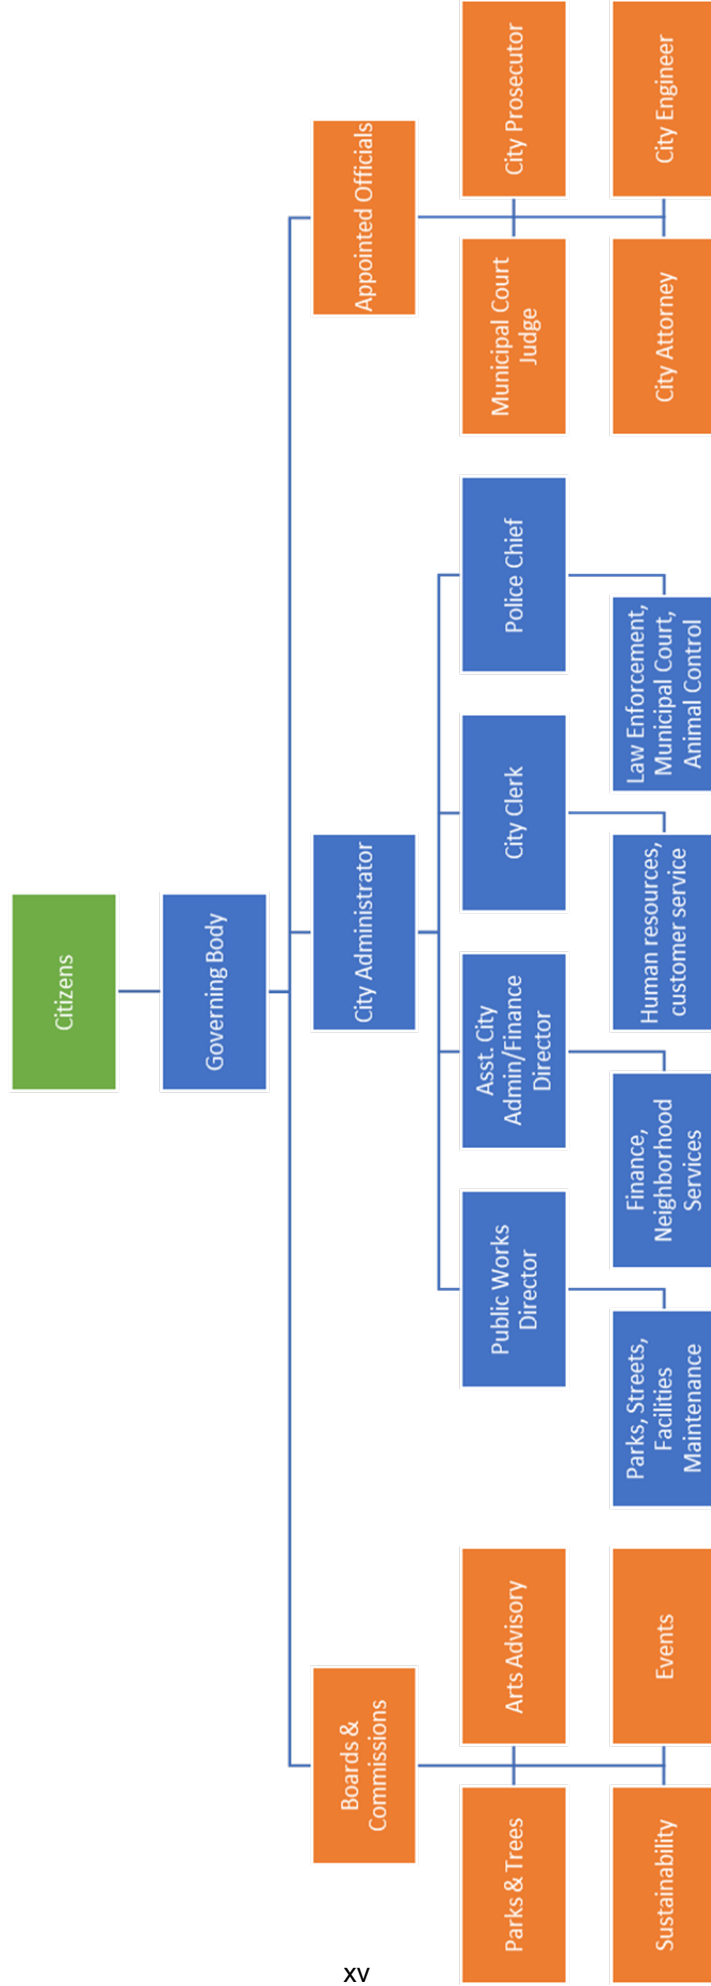 Citizens
Governing Body
Boards &
Commissions
City Administrator
Appointed Officials
Parks & Trees
Arts Advisory
Public Works
Director
Asst. City
Admin/Finance
Director
City Clerk
Police Chief
Municipal Court
Judge
City Prosecutor
Sustainability
Events
Parks, Streets,
Facilities
Maintenance
Finance,
Neighborhood
Services
Human resources,
customer service
Law Enforcement,
Municipal Court,
Animal Control
City Attorney
City Engineer
xv